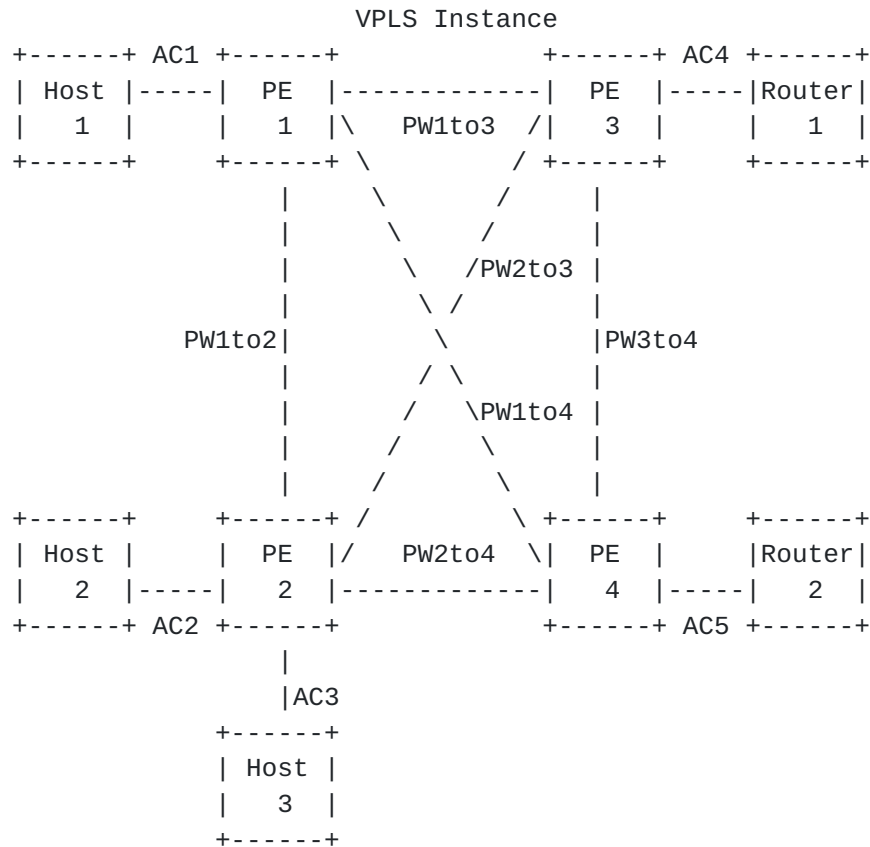 VPLS Instance
AC1 AC4
Host PE PE Router
1 1 PW1to3 3 1
PW2to3
PW1to2 PW3to4
PW1to4
Host PE PW2to4 PE Router
2 2 4 2
AC2 AC5
AC3
Host
3